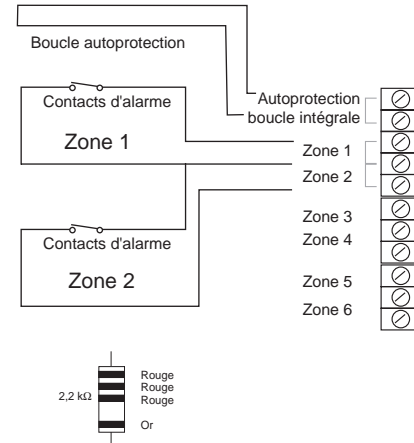 Boucle autoprotection
Contacts d'alarme
Zone 1
Contacts d'alarme
Zone 2
Autoprotection
boucle intégrale
Zone 1
Zone 2
Zone 3
Zone 4
Zone 5
Zone 6
2,2 kΩ
Rouge
Rouge
Rouge
Or